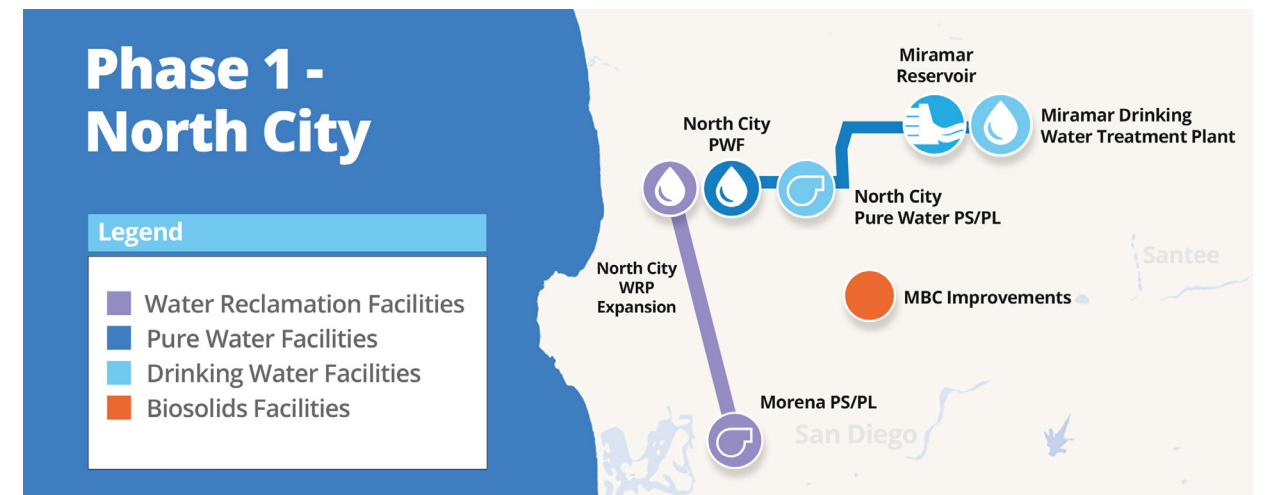 Phase 1 -
North City
Legend
Water Reclamation Facilities
Pure Water Facilities
Drinking Water Facilities
Biosolids Facilities
Miramar
Reservoir
Miramar Drinking
Water Treatment Plant
North City
PWF
North City
Pure Water PS/PL
North City
WRP
Expansion
Santee
MBC Improvements
Morena PS/PL
San Diego